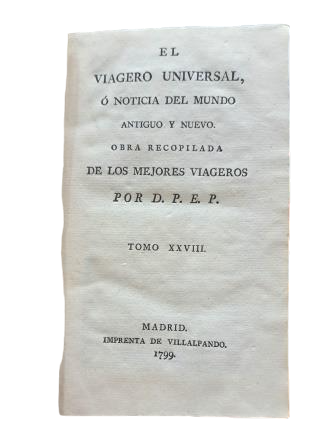 EL
VIAGERO UNIVERSAL,
Ó NOTICIA DEL MUNDO
ANTIGUO Y NUEVO.
OBRA RECOPILADA
DE LOS MEJORES VIAGEROS
POR D. P. E. P.
TOMO XXVIII.
MADRID.
IMPRENTA DE VILLALPANDO.
1799.